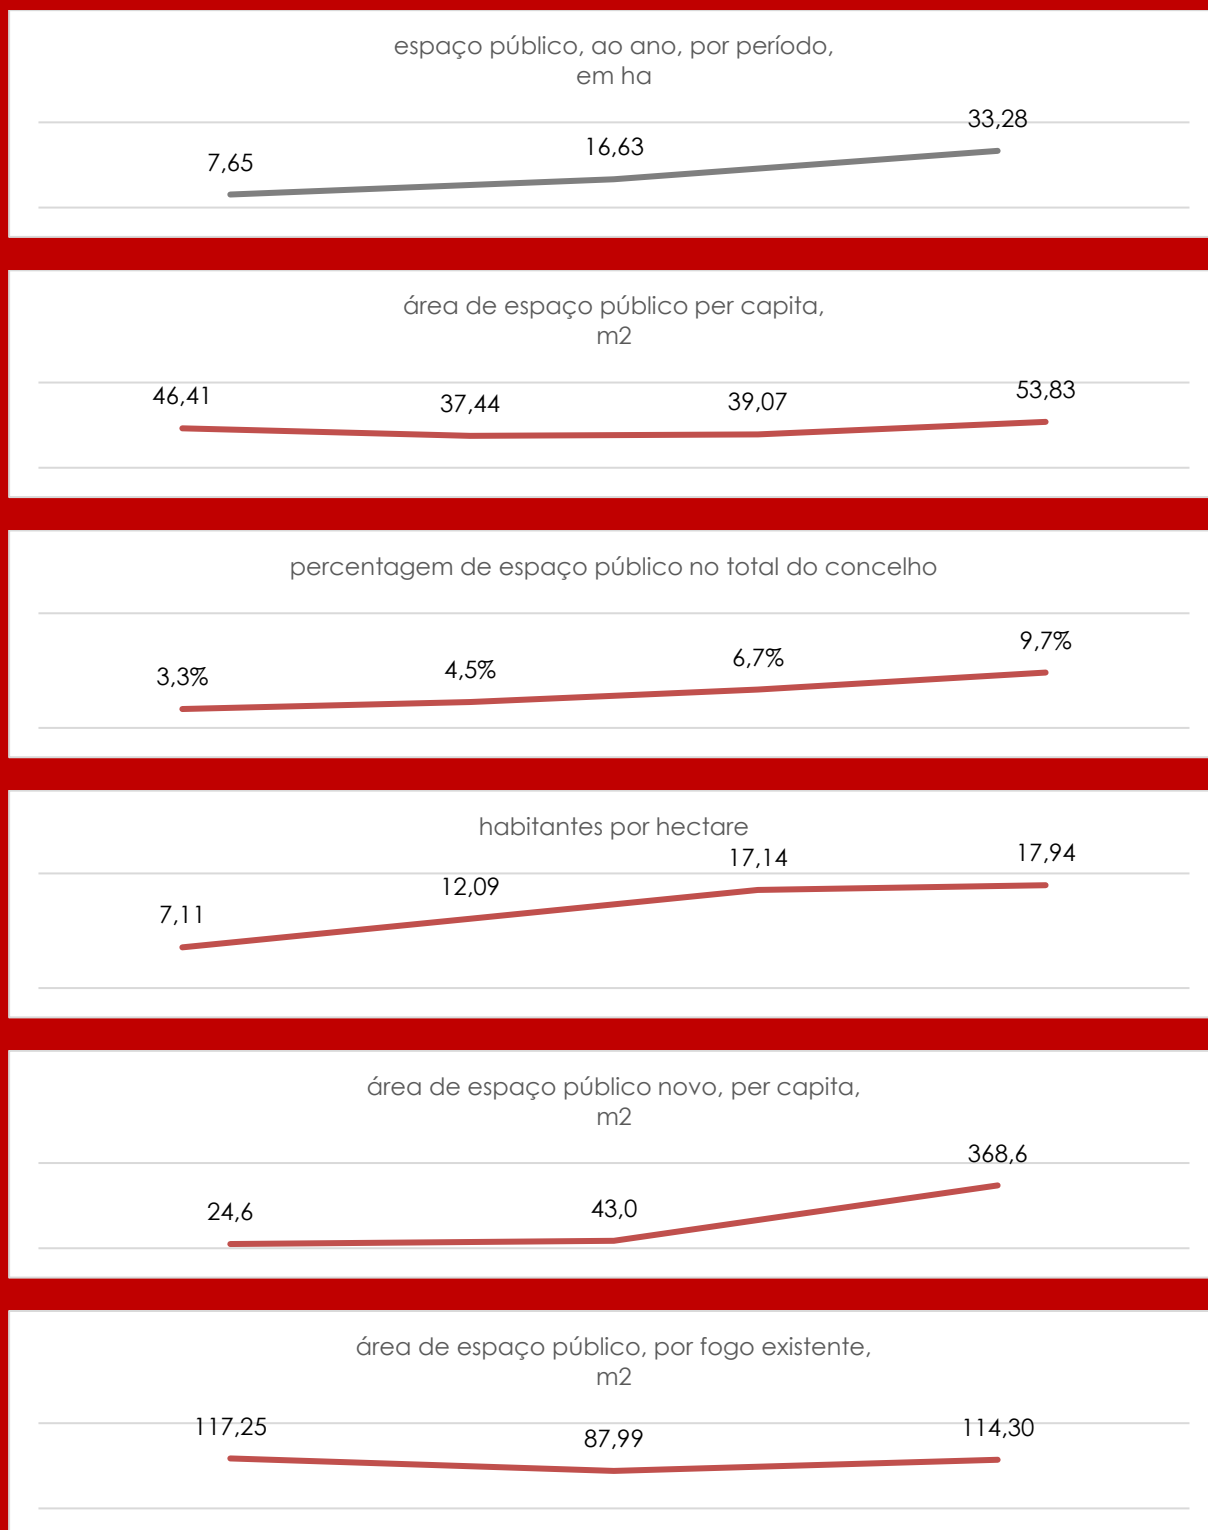 espaço público, ao ano, por período,
em ha
7,65
16,63
33,28
área de espaço público per capita,
m2
46,41
37,44
39,07
53,83
percentagem de espaço público no total do concelho
3,3%
4,5%
6,7%
9,7%
habitantes por hectare
7,11
12,09
17,14
17,94
área de espaço público novo, per capita,
m2
24,6
43,0
368,6
área de espaço público, por fogo existente,
m2
117,25
87,99
114,30